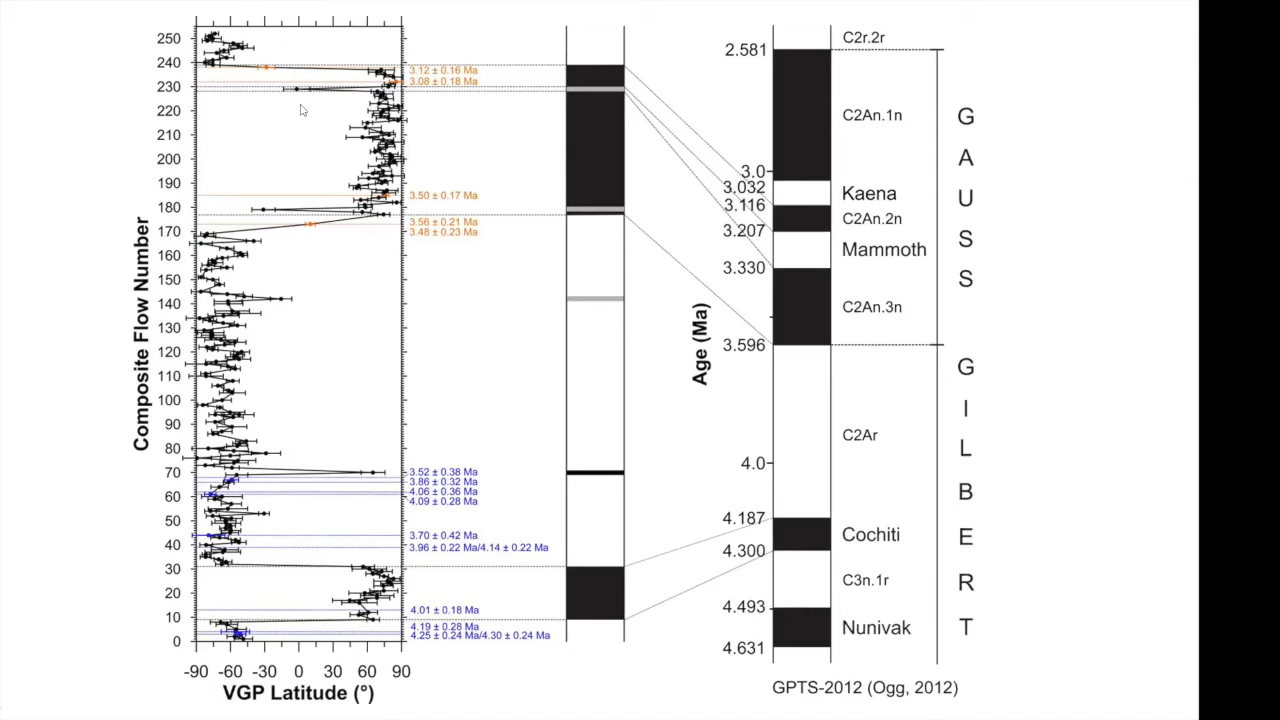 Composite Flow Number
250
240
230
220
210
200
190
180
170
160
150
140
130
120
110
100
90
80
70
60
50
40
30
20
10
0
-90 -60 -30 0 30 60 90
VGP Latitude (°)
3.12 ± 0.16 Ma
3.08 ± 0.18 Ma
3.50 ± 0.17 Ma
3.56 ± 0.21 Ma
3.48 ± 0.23 Ma
3.52 ± 0.38 Ma
3.86 ± 0.32 Ma
4.06 ± 0.36 Ma
4.09 ± 0.28 Ma
3.70 ± 0.42 Ma
3.96 ± 0.22 Ma/4.14 ± 0.22 Ma
4.01 ± 0.18 Ma
4.19 ± 0.28 Ma
4.25 ± 0.24 Ma/4.30 ± 0.24 Ma
Age (Ma)
2.581
3.0
3.032
3.116
3.207
3.330
3.596
4.0
4.187
4.300
4.493
4.631
C2r.2r
C2An.1n
Kaena
C2An.2n
Mammoth
C2An.3n
C2Ar
Cochiti
C3n.1r
Nunivak
GAUSS
GILBERT
GPTS-2012 (Ogg, 2012)